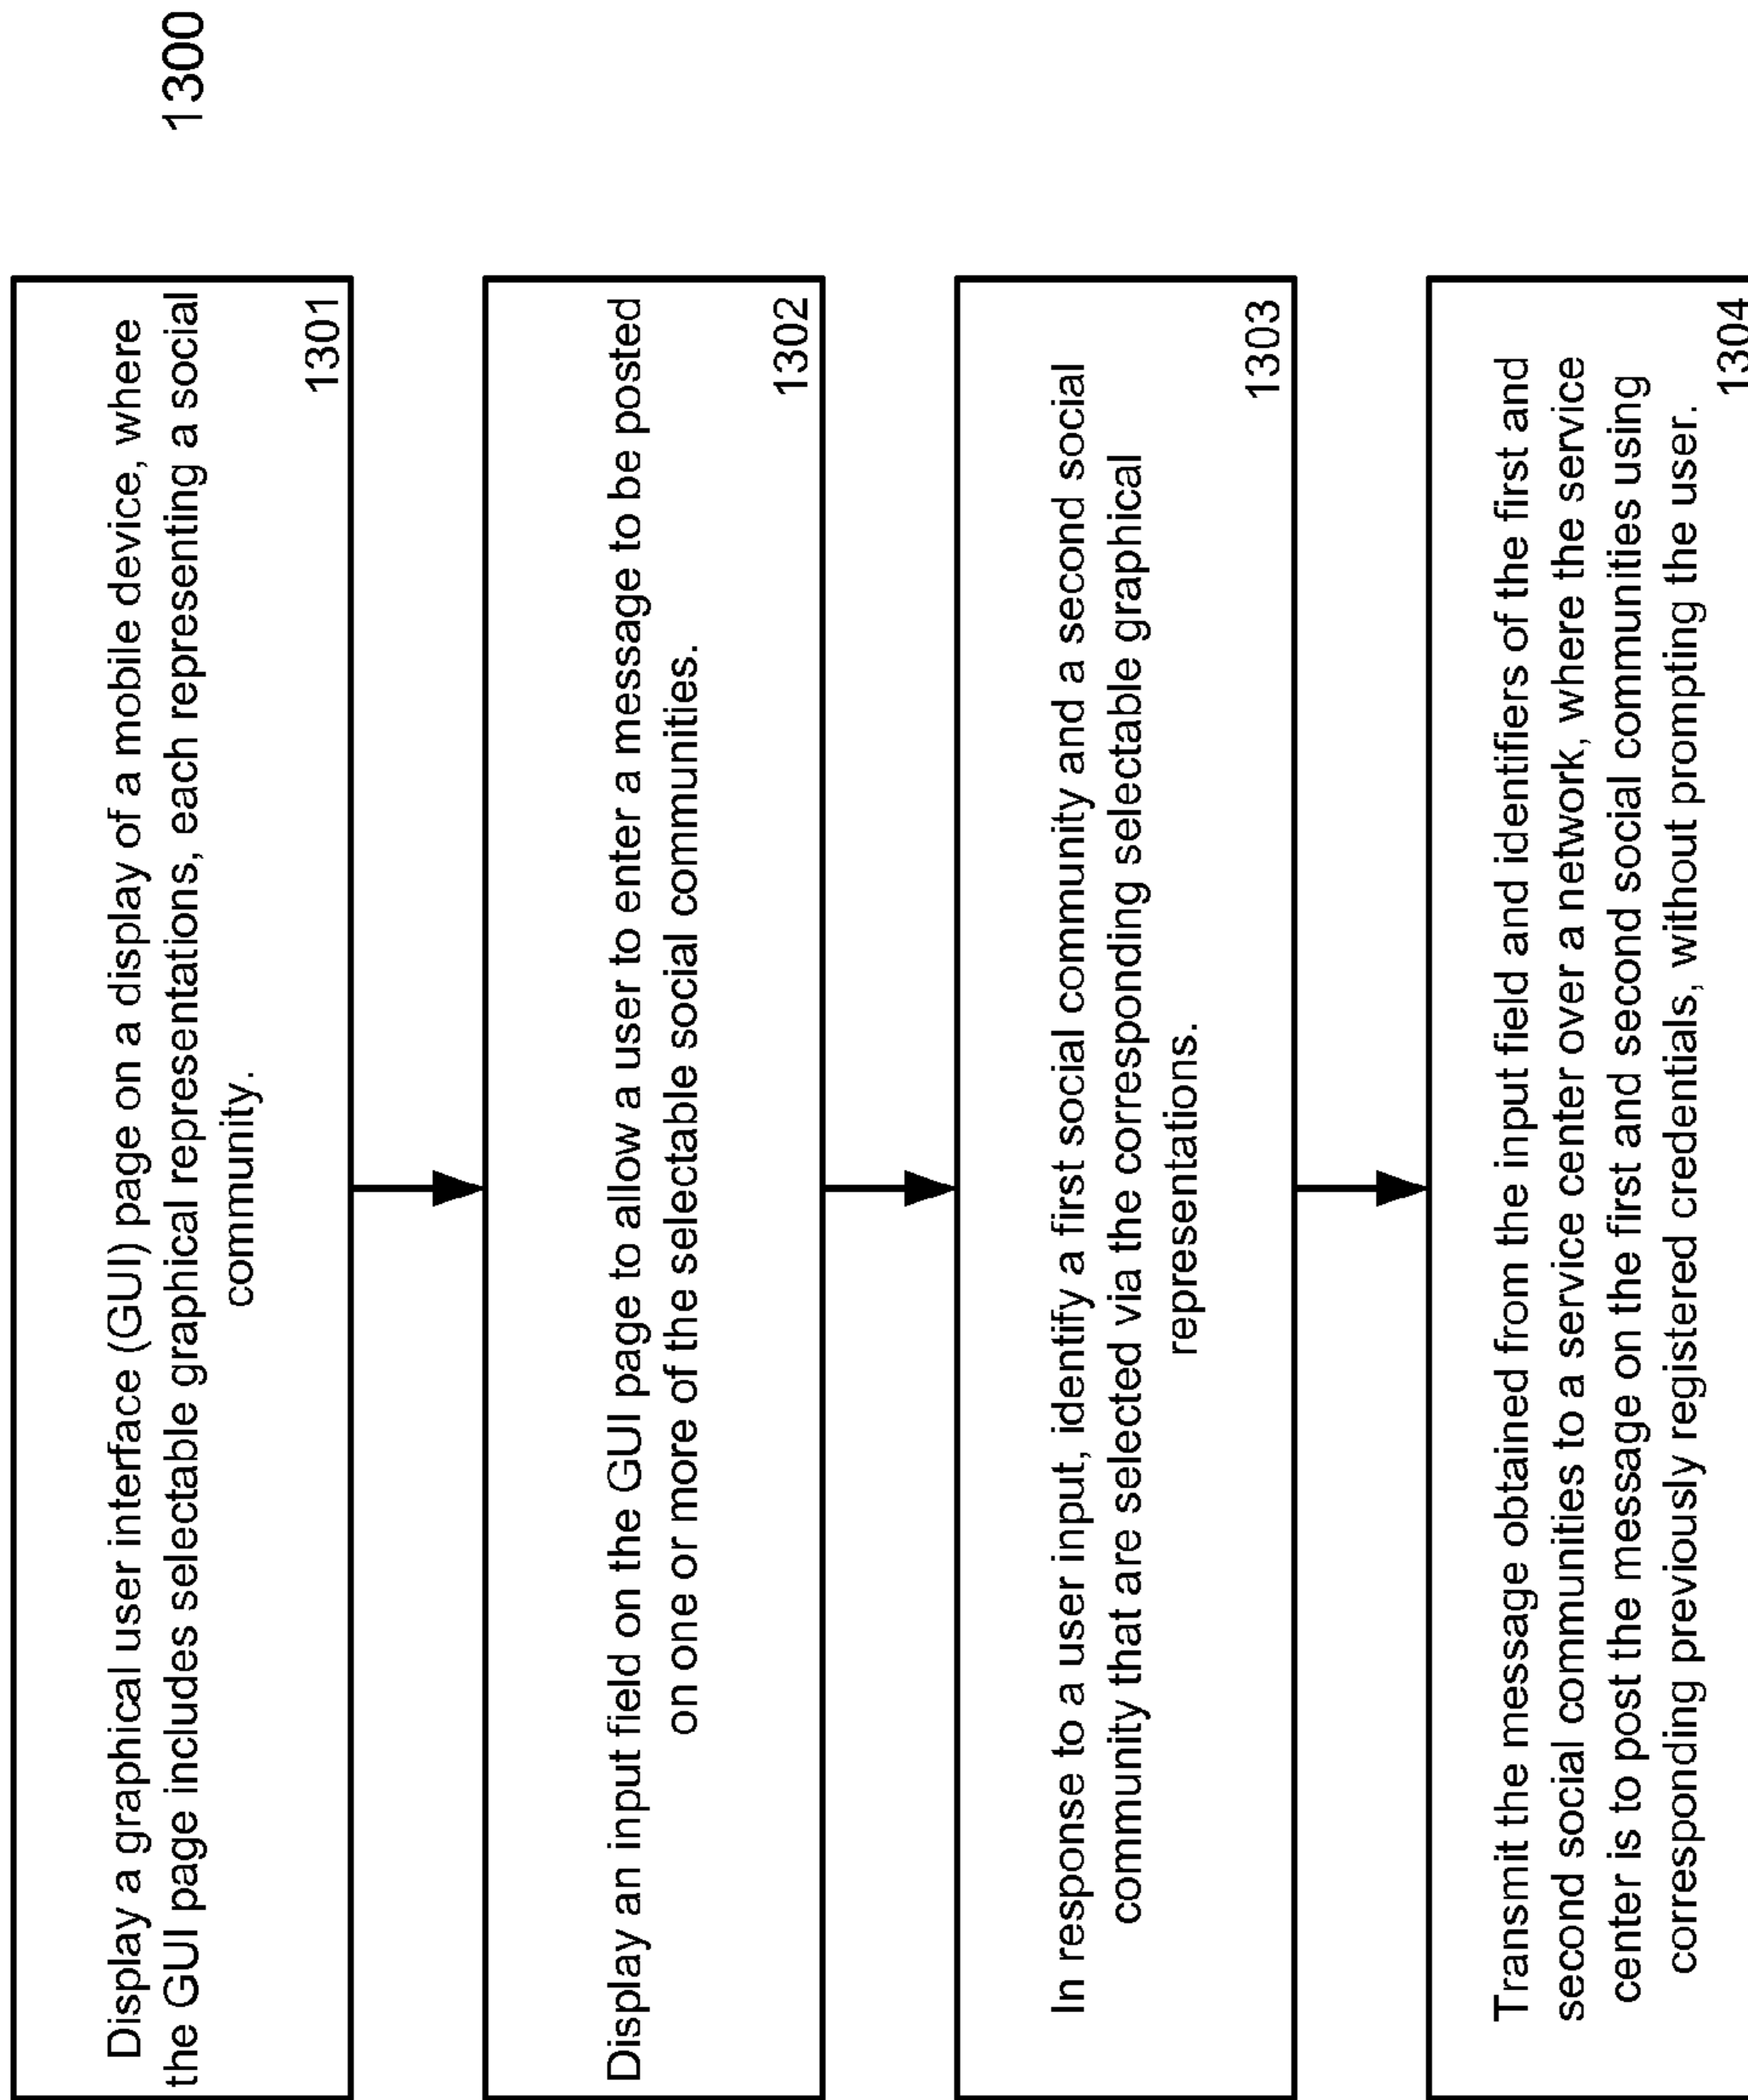 1300
Display a graphical user interface (GUI) page on a display of a mobile device, where
the GUI page includes selectable graphical representations, each representing a social
community.
1301
Display an input field on the GUI page to allow a user to enter a message to be posted
on one or more of the selectable social communities.
1302
In response to a user input, identify a first social community and a second social
community that are selected via the corresponding selectable graphical
representations.
1303
Transmit the message obtained from the input field and identifiers of the first and
second social communities to a service center over a network, where the service
center is to post the message on the first and second social communities using
corresponding previously registered credentials, without prompting the user.
1304